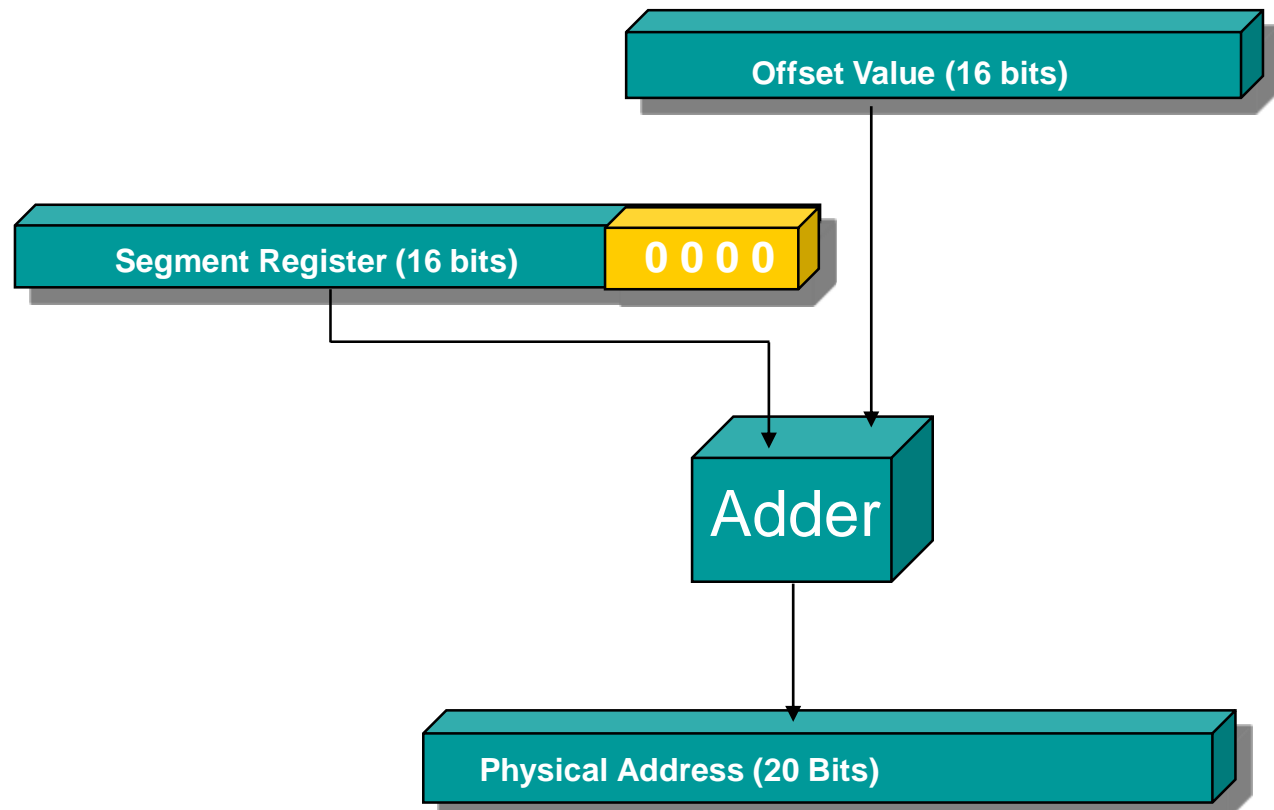 Offset Value (16 bits)
Segment Register (16 bits)
0 0 0 0
Adder
Physical Address (20 Bits)